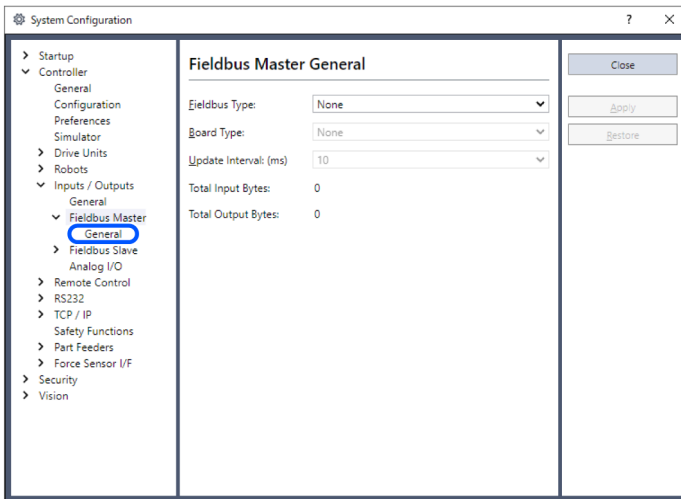 System Configuration
?
Startup
Controller
General
Configuration
Preferences
Simulator
Drive Units
Robots
Inputs / Outputs
General
Fieldbus Master
General
Fieldbus Slave
Analog I/O
Remote Control
RS232
TCP / IP
Safety Functions
Part Feeders
Force Sensor I/F
Security
Vision
Fieldbus Master General
Fieldbus Type: None
Board Type: None
Update Interval: (ms) 10
Total Input Bytes: 0
Total Output Bytes: 0
Close
Apply
Restore